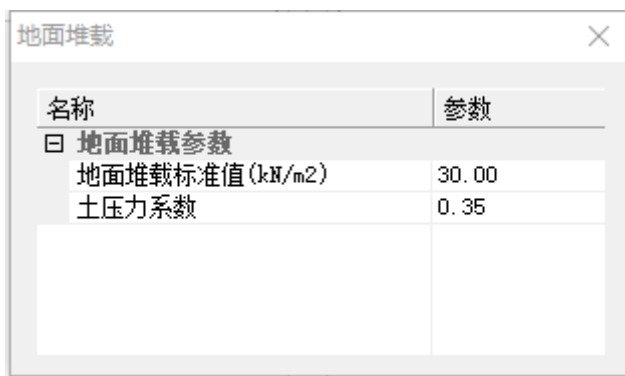 地面堆载
名称 参数
地面堆载参数
地面堆载标准值(kN/m2) 30.00
土压力系数 0.35